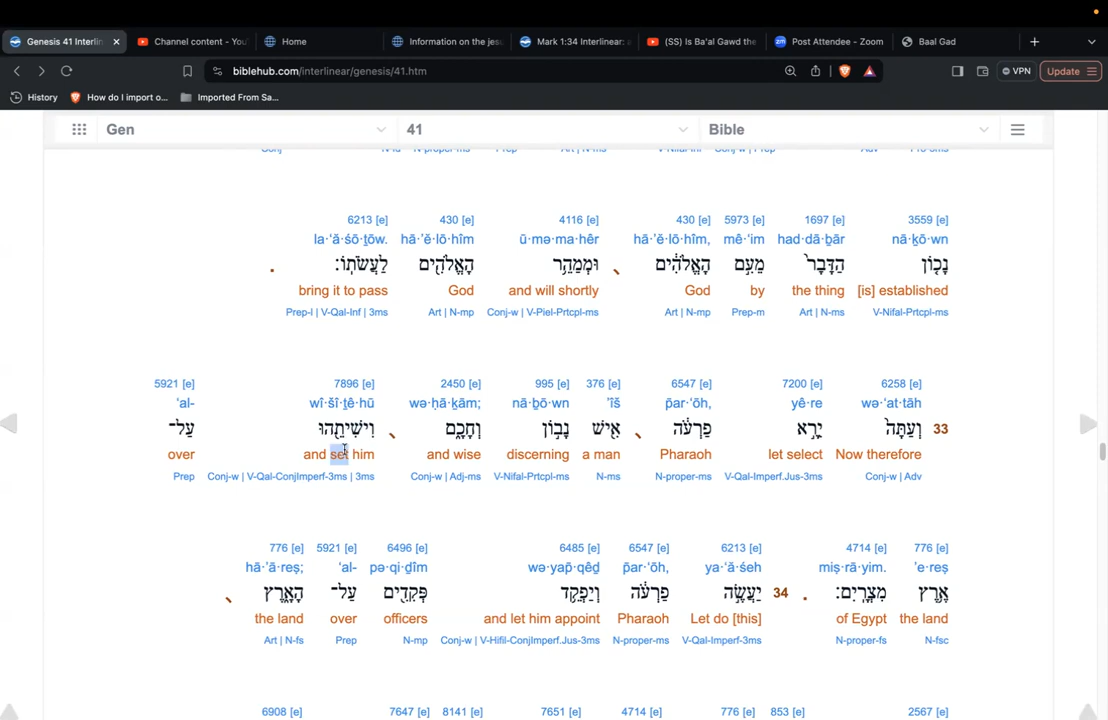 Genesis 41 Interlin
Channel content - You
Home
Information on the jes
Mark 1:34 Interlinear: 
(SS) Is Ba'al Gawd the
Post Attendee - Zoom
Baal Gad
biblehub.com/interlinear/genesis/41.htm
VPN
Update
History
How do I import o...
Imported From Sa...
Gen
41
Bible
6213 [e] 430 [e] 4116 [e] 430 [e] 5973 [e] 1697 [e] 3559 [e]
la·‘ă·śō·ṯōw. hā·’ĕ·lō·hîm ū·mə·ma·hêr hā·’ĕ·lō·hîm, mê·‘im had·dā·ḇār nā·ḵō·wn
נָכ֤וֹן הַדָּבָר֙ מֵעִ֣ם הָאֱלֹהִ֔ים 、 וּמְמַהֵ֥ר הָאֱלֹהִ֖ים לַעֲשֹׂתֽוֹ׃ .
bring it to pass God and will shortly God by the thing [is] established
Prep-l | V-Qal-Inf | 3ms Art | N-mp Conj-w | V-Piel-Prtcpl-ms Art | N-mp Prep-m Art | N-ms V-Nifal-Prtcpl-ms
5921 [e] 7896 [e] 2450 [e] 995 [e] 376 [e] 6547 [e] 7200 [e] 6258 [e]
‘al- wî·šî·ṯê·hū wə·ḥā·ḵām; nā·ḇō·wn ’îš p̄ar·‘ōh, yê·re wə·‘at·tāh
33 וְעַתָּה֙ יֵרֶ֣א פַרְעֹ֔ה 、 אִ֖ישׁ נָב֣וֹן וְחָכָ֑ם 、 וִישִׁיתֵ֖הוּ עַל־
over and set him and wise discerning a man Pharaoh let select Now therefore
Prep Conj-w | V-Qal-ConjImperf-3ms | 3ms Conj-w | Adj-ms V-Nifal-Prtcpl-ms N-ms N-proper-ms V-Qal-Imperf.Jus-3ms Conj-w | Adv
776 [e] 5921 [e] 6496 [e] 6485 [e] 6547 [e] 6213 [e] 4714 [e] 776 [e]
hā·’ā·reṣ; ‘al- pə·qi·ḏîm wə·yap̄·qêḏ p̄ar·‘ōh, ya·‘ă·śeh miṣ·rā·yim. ’e·reṣ
אֶ֥רֶץ מִצְרָֽיִם׃ . 34 יַעֲשֶׂ֣ה פַרְעֹ֔ה וְיַפְקֵ֥ד פְּקִדִ֖ים עַל־ הָאָ֑רֶץ 、
the land over officers and let him appoint Pharaoh Let do [this] of Egypt the land
Art | N-fs Prep N-mp Conj-w | V-Hifil-ConjImperf.Jus-3ms N-proper-ms V-Qal-Imperf-3ms N-proper-fs N-fsc
6908 [e] 7647 [e] 8141 [e] 7651 [e] 4714 [e] 776 [e] 853 [e] 2567 [e]